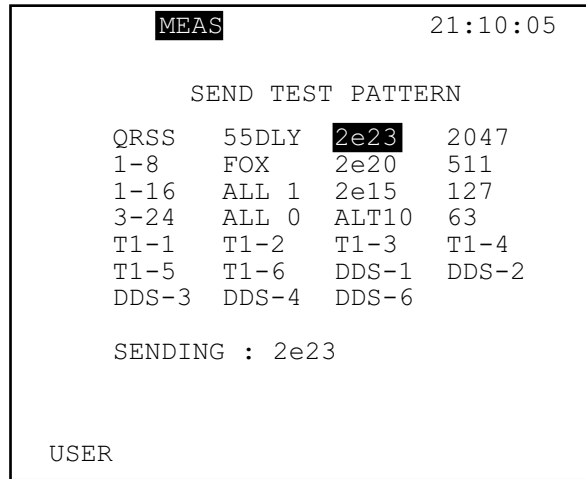 MEAS 21:10:05
SEND TEST PATTERN
QRSS 55DLY 2e23 2047
1-8 FOX 2e20 511
1-16 ALL 1 2e15 127
3-24 ALL 0 ALT10 63
T1-1 T1-2 T1-3 T1-4
T1-5 T1-6 DDS-1 DDS-2
DDS-3 DDS-4 DDS-6
SENDING : 2e23
USER